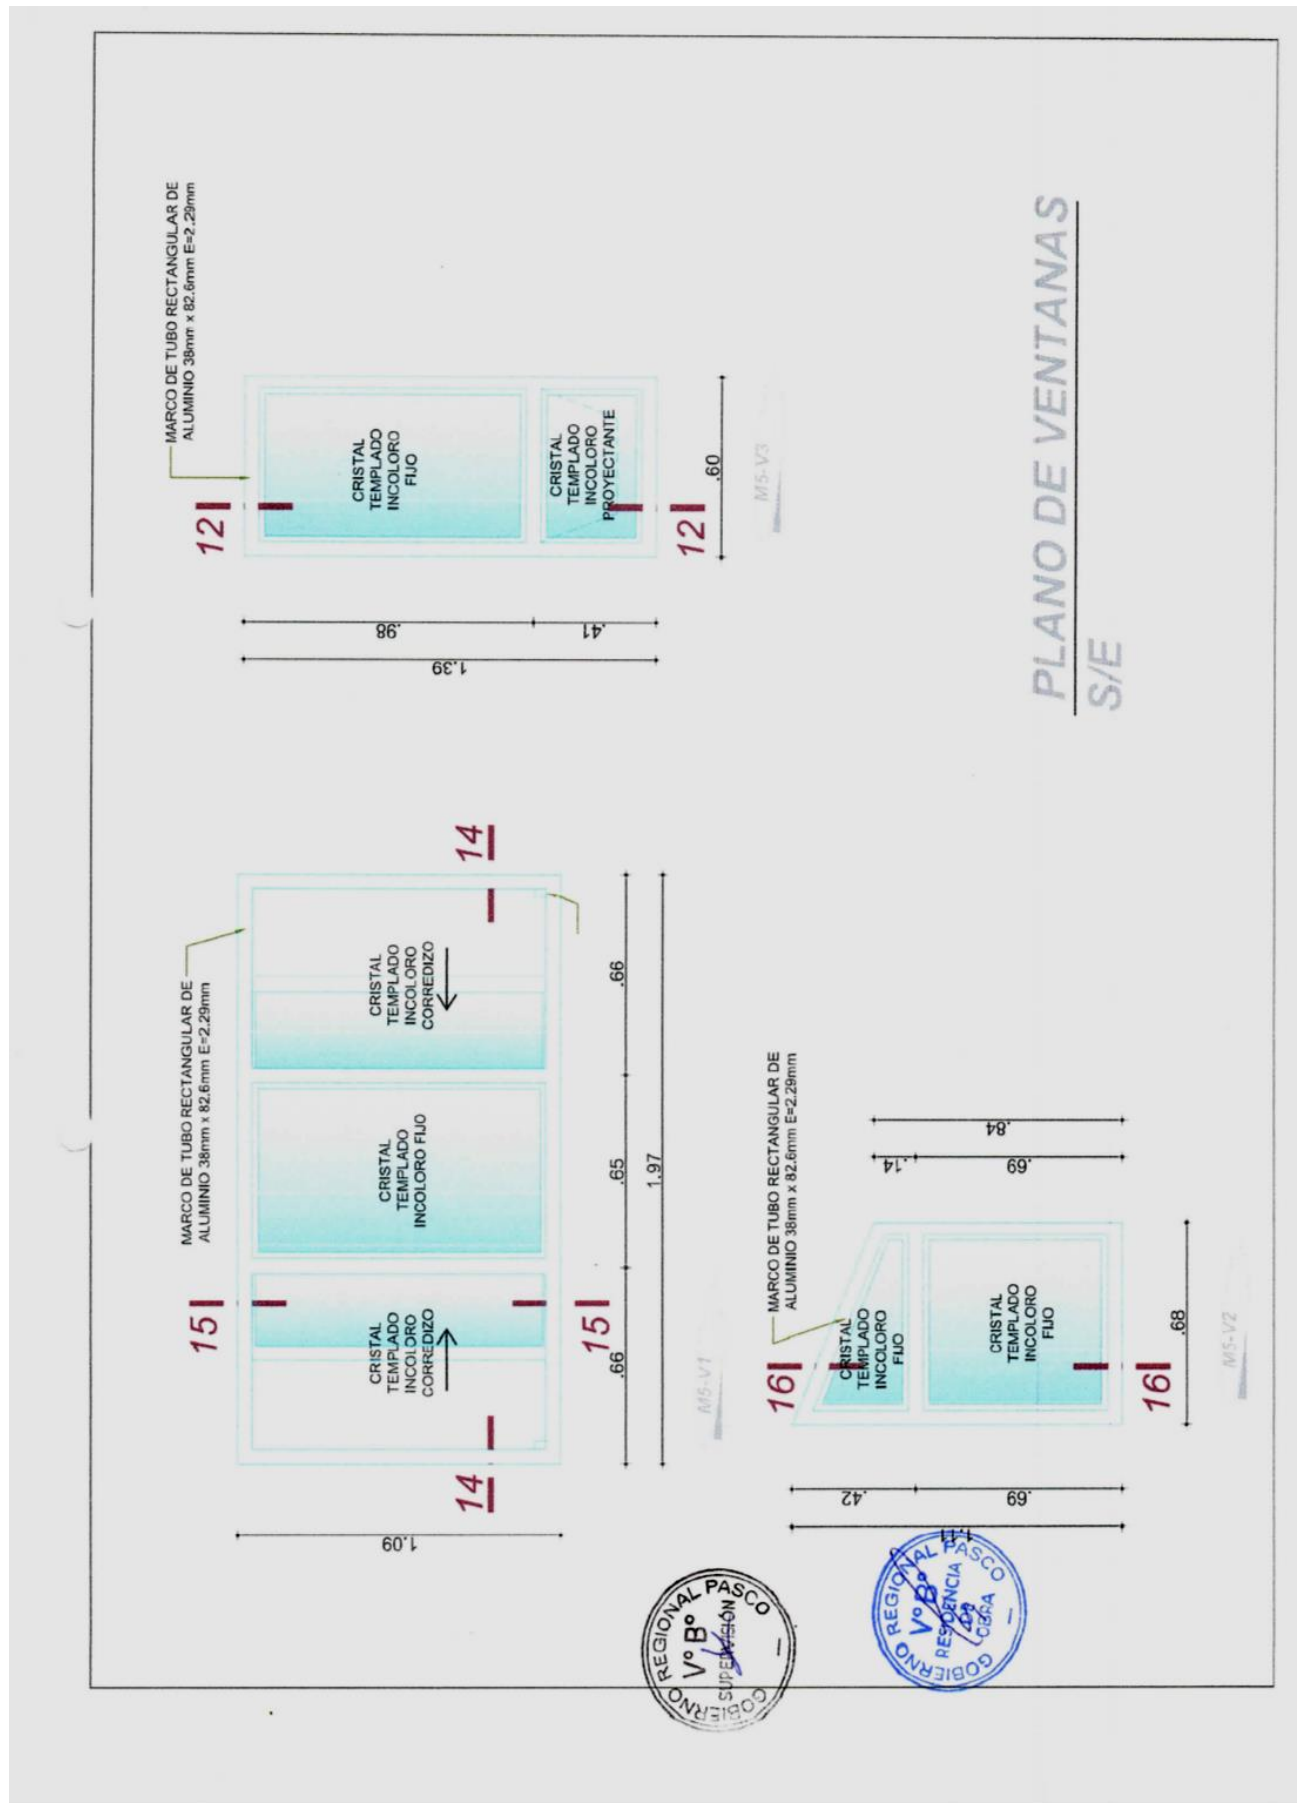 MARCO DE TUBO RECTANGULAR DE
ALUMINIO 38mm x 82.6mm E=2.29mm
15
15
14
14
CRISTAL
TEMPLADO
INCOLORO
CORREDIZO
CRISTAL
TEMPLADO
INCOLORO FIJO
CRISTAL
TEMPLADO
INCOLORO
CORREDIZO
1.09
.66
.65
.66
1.97
M5-V1
MARCO DE TUBO RECTANGULAR DE
ALUMINIO 38mm x 82.6mm E=2.29mm
12
12
CRISTAL
TEMPLADO
INCOLORO
FIJO
CRISTAL
TEMPLADO
INCOLORO
PROYECTANTE
.98
.41
1.39
.60
M5-V3
MARCO DE TUBO RECTANGULAR DE
ALUMINIO 38mm x 82.6mm E=2.29mm
16
16
CRISTAL
TEMPLADO
INCOLORO
FIJO
CRISTAL
TEMPLADO
INCOLORO
FIJO
.42
.69
1.11
.14
.69
.84
.68
M5-V2
PLANO DE VENTANAS
S/E
GOBIERNO REGIONAL PASCO
V° B°
SUPERVISIÓN
GOBIERNO REGIONAL PASCO
V° B°
RESIDENCIA
DE
OBRA